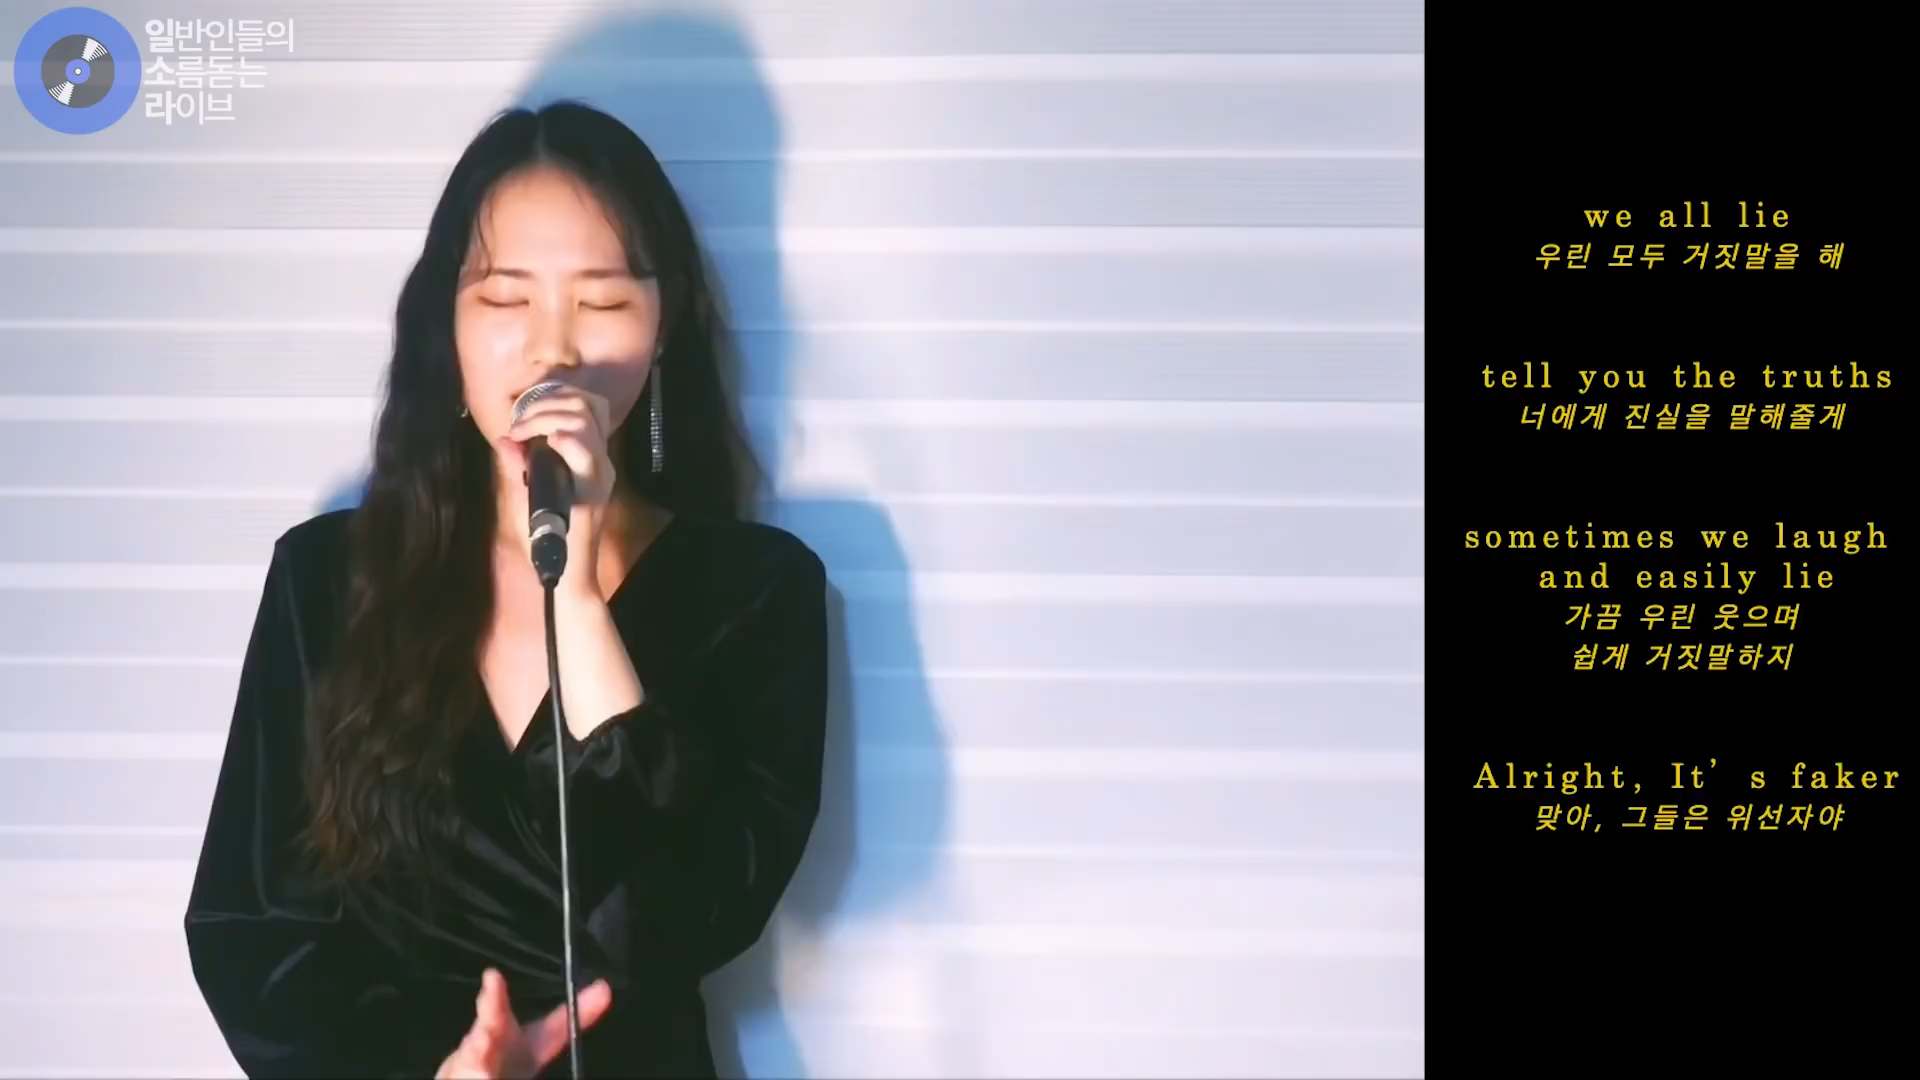 일반인들의
소름돋는
라이브
we all lie
우린 모두 거짓말을 해
tell you the truths
너에게 진실을 말해줄게
sometimes we laugh
and easily lie
가끔 우린 웃으며
쉽게 거짓말하지
Alright, It’s faker
맞아, 그들은 위선자야